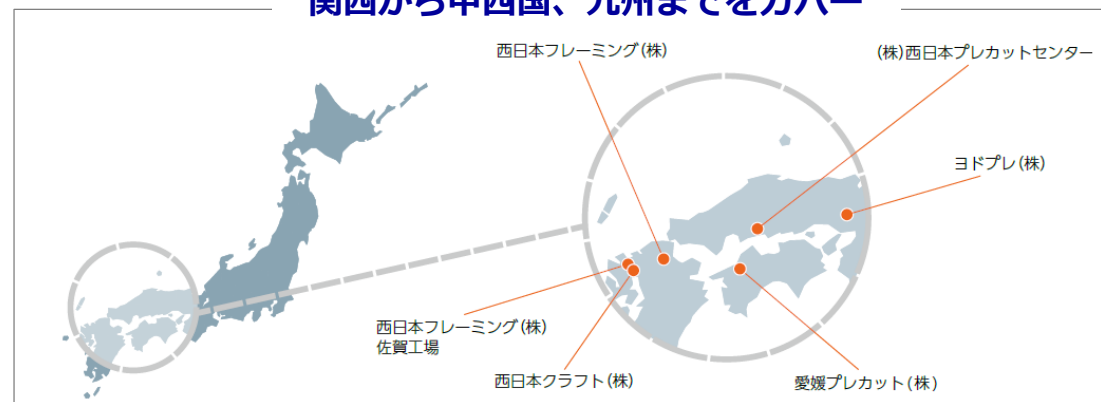 関西から中四国、九州までをカバー
西日本フレーミング(株)
(株)西日本プレカットセンター
ヨドプレ(株)
西日本フレーミング(株)
佐賀工場
西日本クラフト(株)
愛媛プレカット(株)